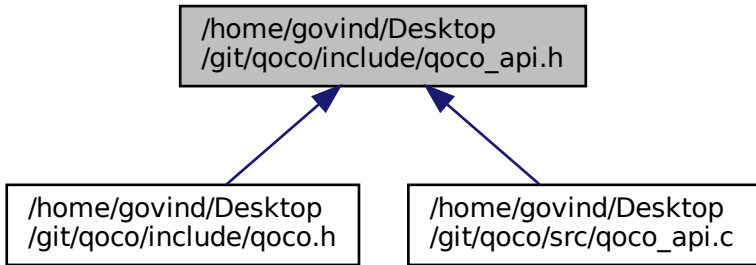 /home/govind/Desktop
/git/qoco/include/qoco_api.h
/home/govind/Desktop
/git/qoco/include/qoco.h
/home/govind/Desktop
/git/qoco/src/qoco_api.c